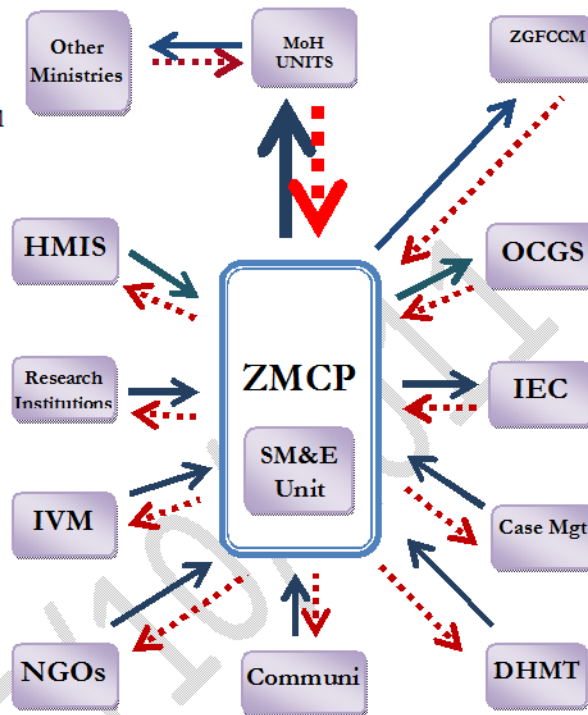 Other
Ministries
MoH
UNITS
ZGFCCM
HMIS
OCGS
Research
Institutions
ZMCP
SM&E
Unit
IEC
IVM
Case Mgt
NGOs
Communi
DHMT